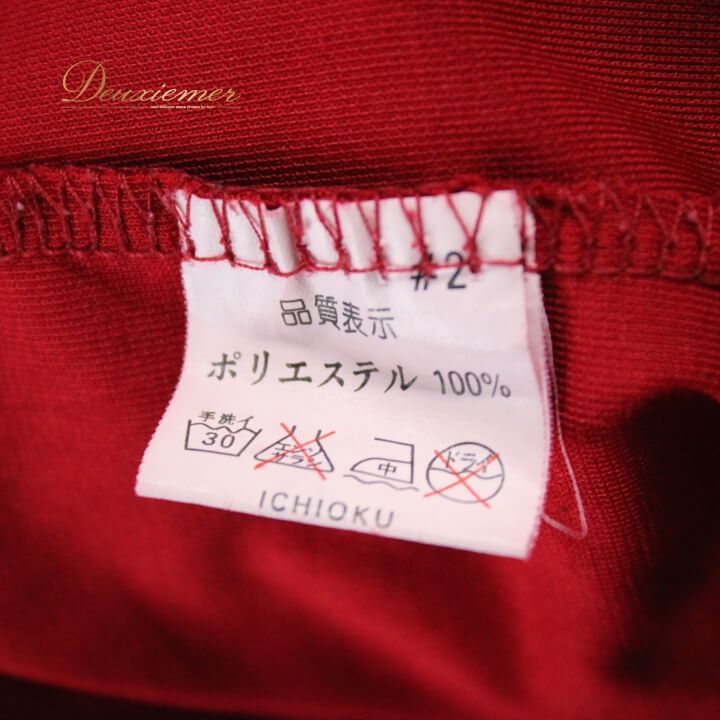 Deuxiemer
#2
品質表示
ポリエステル 100%
手洗イ
30 エンソ サラシ 中 ドライ
ICHIOKU